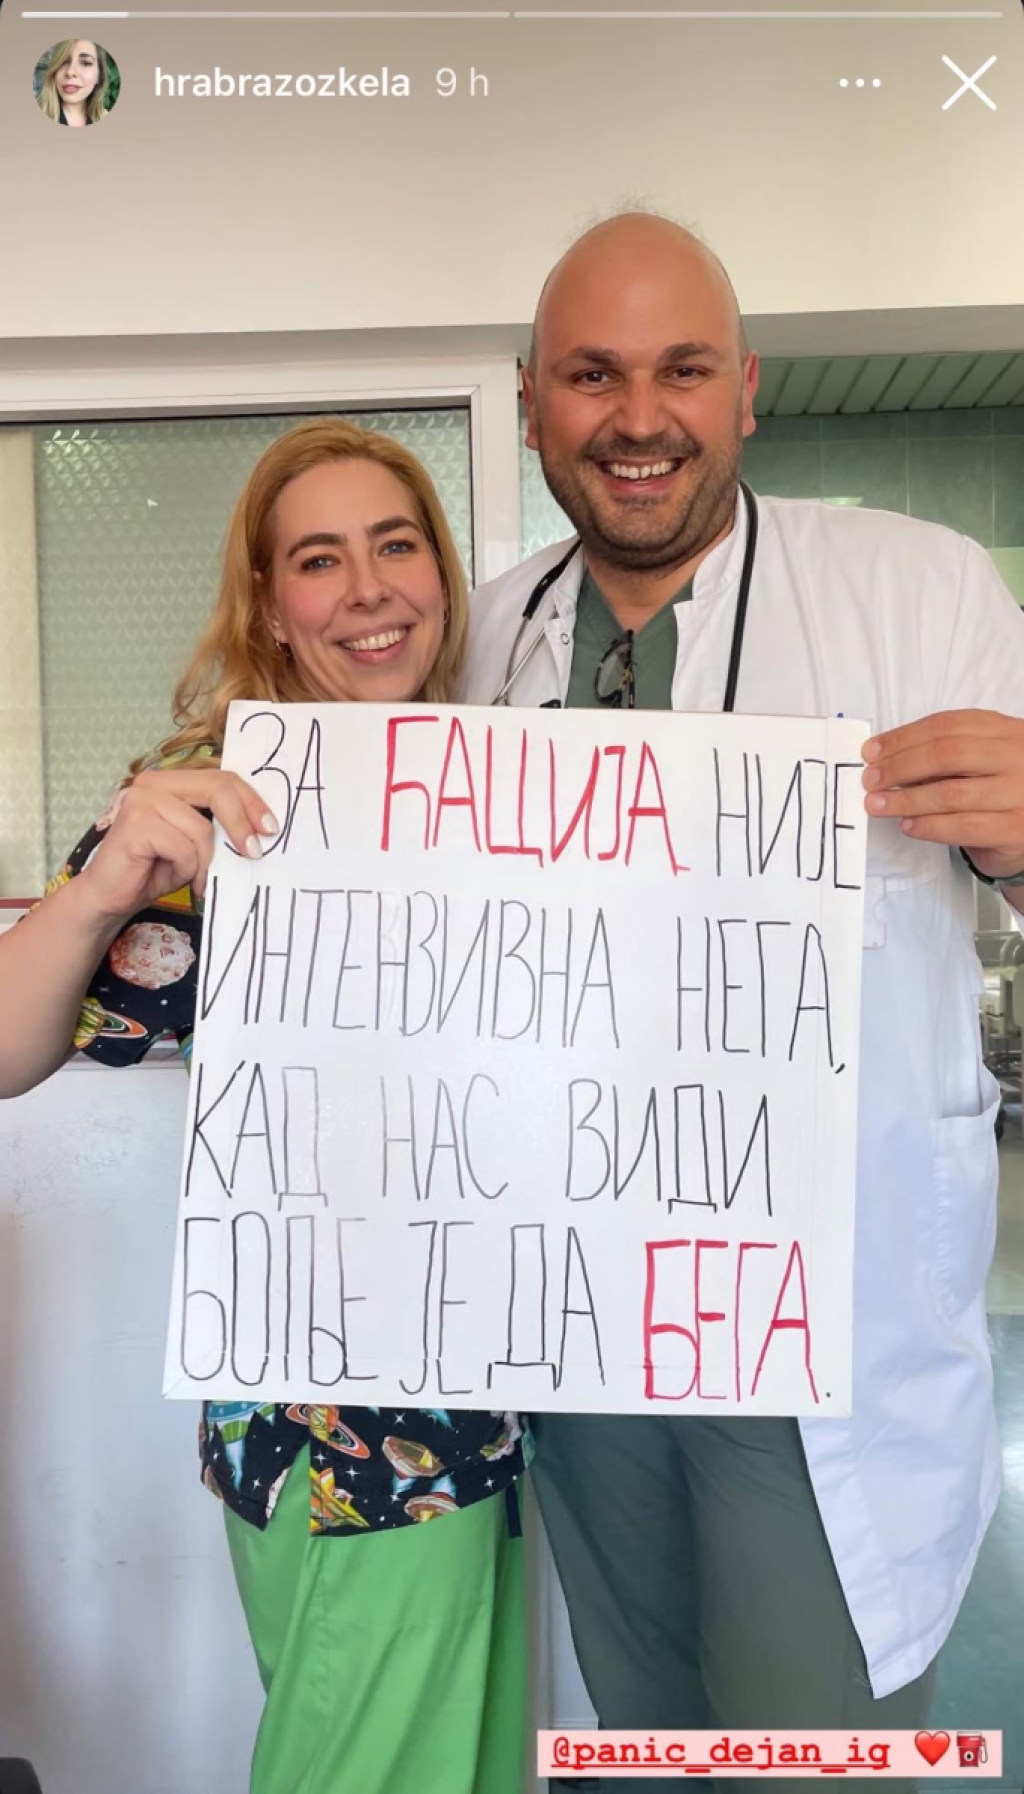 hrabrazozkela 9 h
ЗА ЋАЦИЈА НИЈЕ
ИНТЕНЗИВНА НЕГА,
КАД НАС ВИДИ
БОЉЕ ЈЕ ДА БЕГА.
@panic_dejan_ig